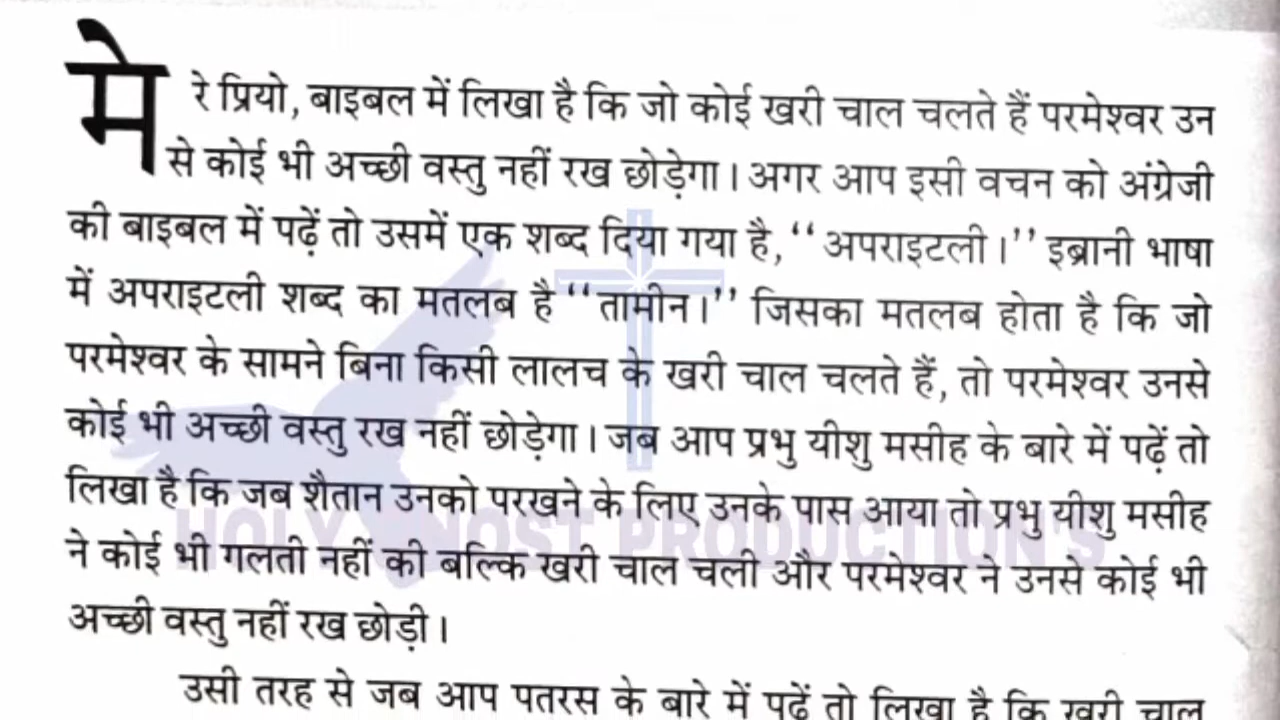 मेरे प्रियो, बाइबल में लिखा है कि जो कोई खरी चाल चलते हैं परमेश्वर उन
से कोई भी अच्छी वस्तु नहीं रख छोड़ेगा। अगर आप इसी वचन को अंग्रेजी
की बाइबल में पढ़ें तो उसमें एक शब्द दिया गया है, ‘‘अपराइटली।’’ इब्रानी भाषा
में अपराइटली शब्द का मतलब है ‘‘तामीन।’’ जिसका मतलब होता है कि जो
परमेश्वर के सामने बिना किसी लालच के खरी चाल चलते हैं, तो परमेश्वर उनसे
कोई भी अच्छी वस्तु रख नहीं छोड़ेगा। जब आप प्रभु यीशु मसीह के बारे में पढ़ें तो
लिखा है कि जब शैतान उनको परखने के लिए उनके पास आया तो प्रभु यीशु मसीह
HOLY GHOST PRODUCTION'S
ने कोई भी गलती नहीं की बल्कि खरी चाल चली और परमेश्वर ने उनसे कोई भी
अच्छी वस्तु नहीं रख छोड़ी।
उसी तरह से जब आप पतरस के बारे में पढ़ें तो लिखा है कि खरी चाल